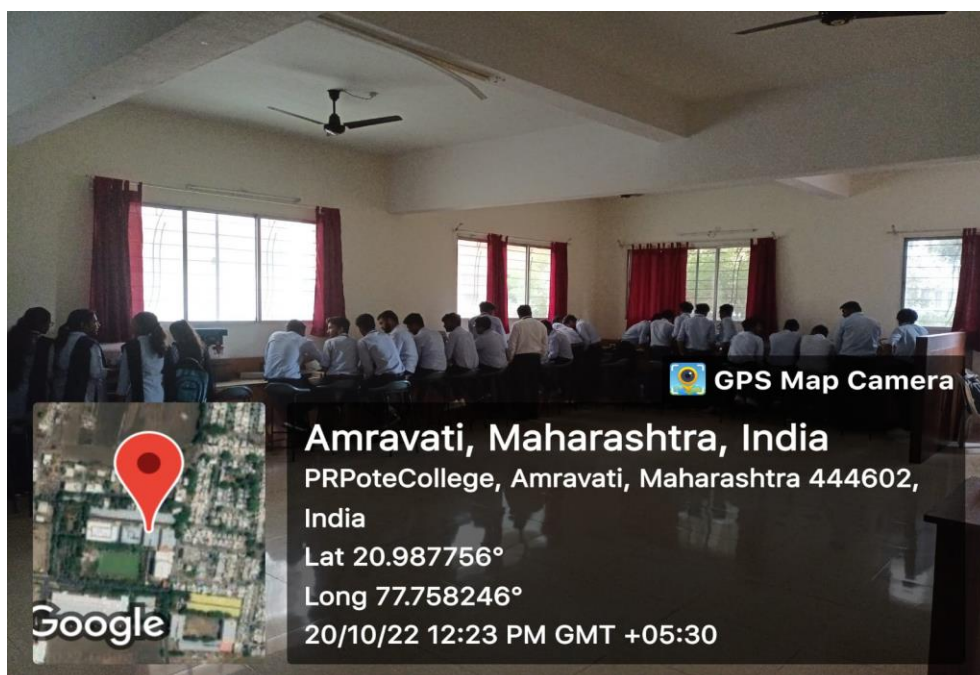 GPS Map Camera
Amravati, Maharashtra, India
PRPoteCollege, Amravati, Maharashtra 444602,
India
Lat 20.987756°
Long 77.758246°
20/10/22 12:23 PM GMT +05:30
Google